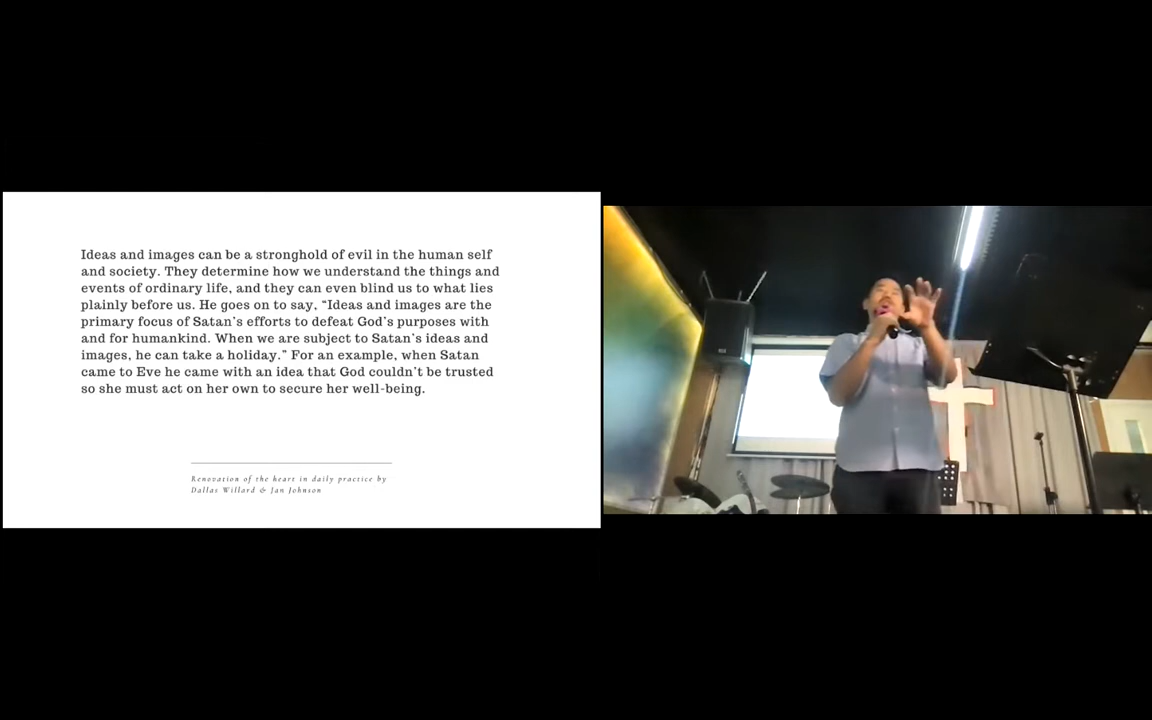 Ideas and images can be a stronghold of evil in the human self
and society. They determine how we understand the things and
events of ordinary life, and they can even blind us to what lies
plainly before us. He goes on to say, “Ideas and images are the
primary focus of Satan’s efforts to defeat God’s purposes with
and for humankind. When we are subject to Satan’s ideas and
images, he can take a holiday.” For an example, when Satan
came to Eve he came with an idea that God couldn’t be trusted
so she must act on her own to secure her well-being.
Renovation of the heart in daily practice by
Dallas Willard & Jan Johnson